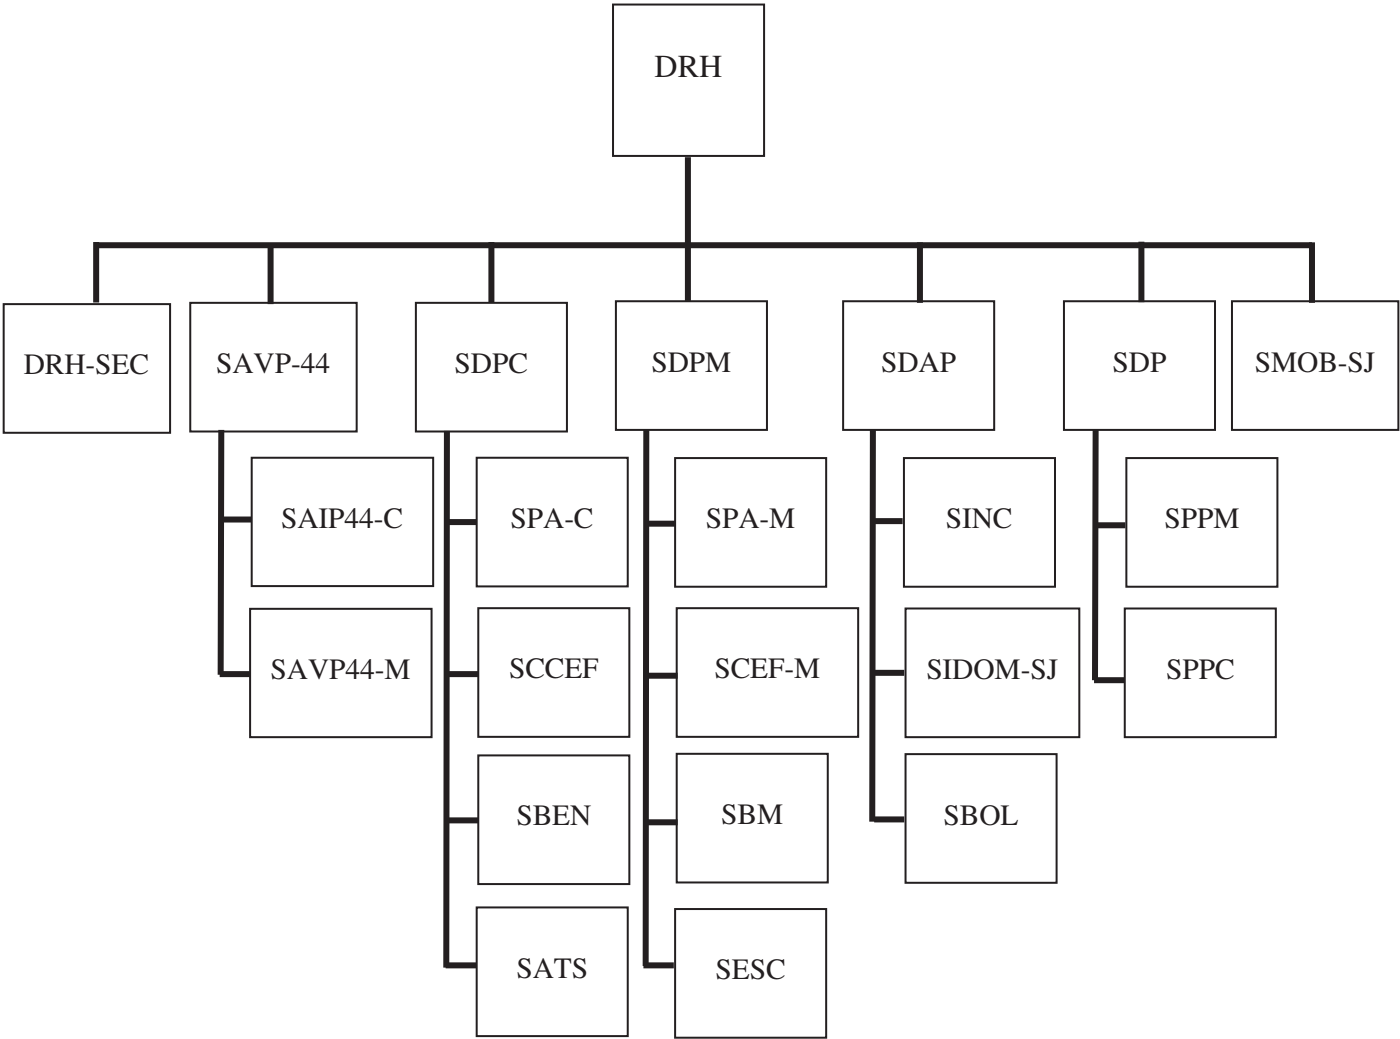 DRH
DRH-SEC
SAVP-44
SDPC
SDPM
SDAP
SDP
SMOB-SJ
SAIP44-C
SPA-C
SPA-M
SINC
SPPM
SAVP44-M
SCCEF
SCEF-M
SIDOM-SJ
SPPC
SBEN
SBM
SBOL
SATS
SESC